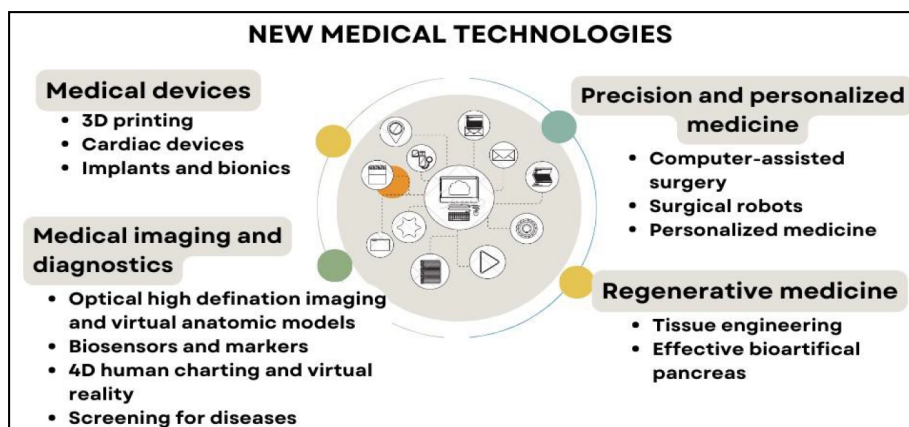 NEW MEDICAL TECHNOLOGIES
Medical devices
• 3D printing
• Cardiac devices
• Implants and bionics
Medical imaging and
diagnostics
• Optical high defination imaging
and virtual anatomic models
• Biosensors and markers
• 4D human charting and virtual
reality
• Screening for diseases
Precision and personalized
medicine
• Computer-assisted
surgery
• Surgical robots
• Personalized medicine
Regenerative medicine
• Tissue engineering
• Effective bioartifical
pancreas